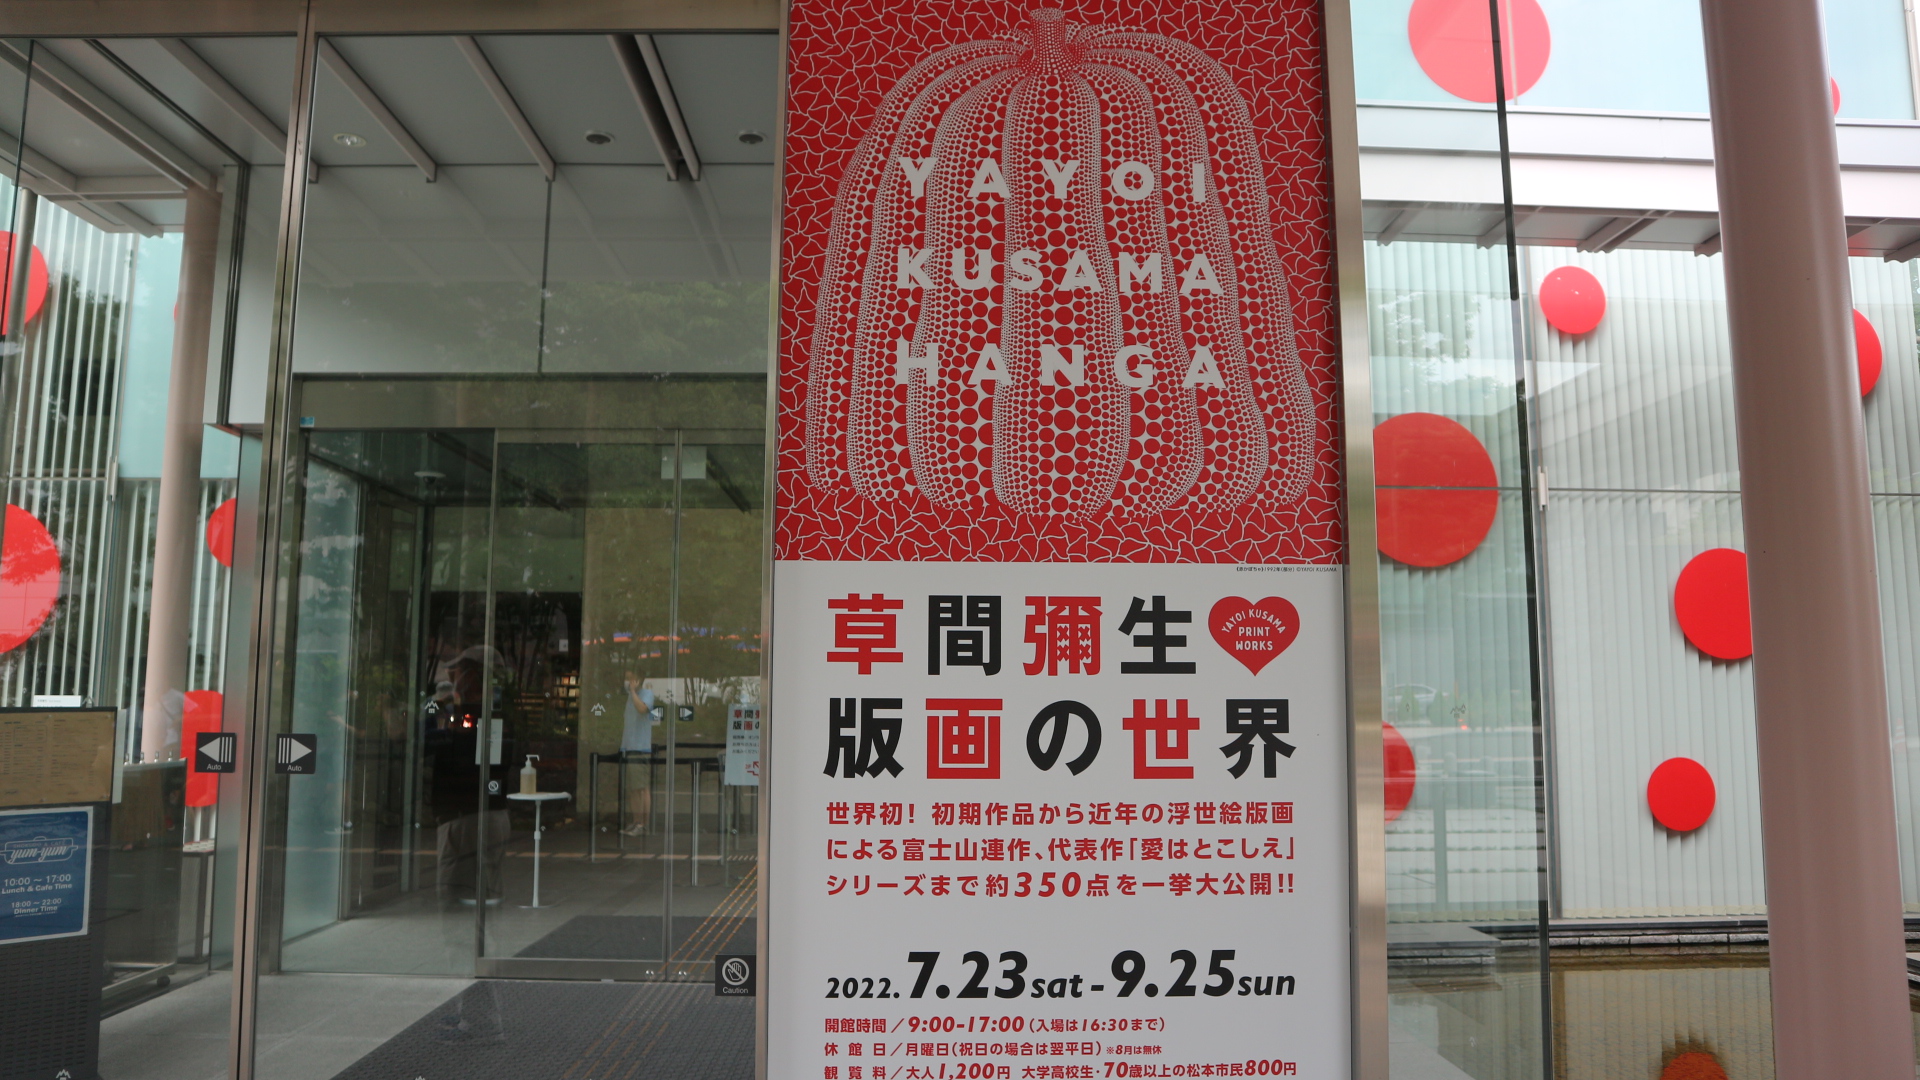 YAYOI
KUSAMA
HANGA
草間彌生
YAYOI KUSAMA
PRINT
WORKS
版画の世界
世界初！ 初期作品から近年の浮世絵版画
による富士山連作、代表作「愛はとこしえ」
シリーズまで約350点を一挙大公開!!
2022.7.23sat-9.25sun
開館時間／9:00-17:00（入場は16:30まで）
休館日／月曜日（祝日の場合は翌平日）※8月は無休
観覧料／大人1,200円 大学高校生・70歳以上の松本市民800円
Auto
Auto
Caution
yum-yum
10:00～17:00
Lunch & Cafe Time
18:00～22:00
Dinner Time